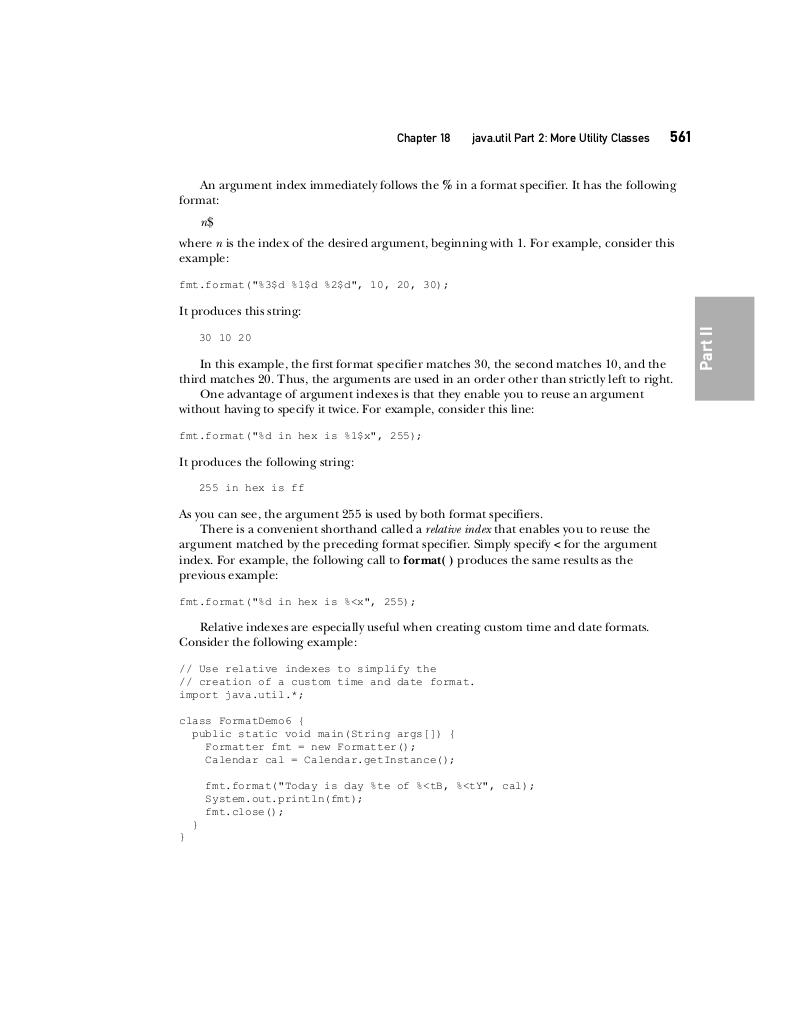 Chapter 18 java.util Part 2: More Utility Classes 561
An argument index immediately follows the % in a format specifier. It has the following
format:
n$
where n is the index of the desired argument, beginning with 1. For example, consider this
example:
fmt.format("%3$d %1$d %2$d", 10, 20, 30);
It produces this string:
30 10 20
In this example, the first format specifier matches 30, the second matches 10, and the
third matches 20. Thus, the arguments are used in an order other than strictly left to right.
One advantage of argument indexes is that they enable you to reuse an argument
without having to specify it twice. For example, consider this line:
fmt.format("%d in hex is %1$x", 255);
It produces the following string:
255 in hex is ff
As you can see, the argument 255 is used by both format specifiers.
There is a convenient shorthand called a relative index that enables you to reuse the
argument matched by the preceding format specifier. Simply specify < for the argument
index. For example, the following call to format( ) produces the same results as the
previous example:
fmt.format("%d in hex is %<x", 255);
Relative indexes are especially useful when creating custom time and date formats.
Consider the following example:
// Use relative indexes to simplify the
// creation of a custom time and date format.
import java.util.*;
class FormatDemo6 {
public static void main(String args[]) {
Formatter fmt = new Formatter();
Calendar cal = Calendar.getInstance();
fmt.format("Today is day %te of %<tB, %<tY", cal);
System.out.println(fmt);
fmt.close();
}
}
Part II